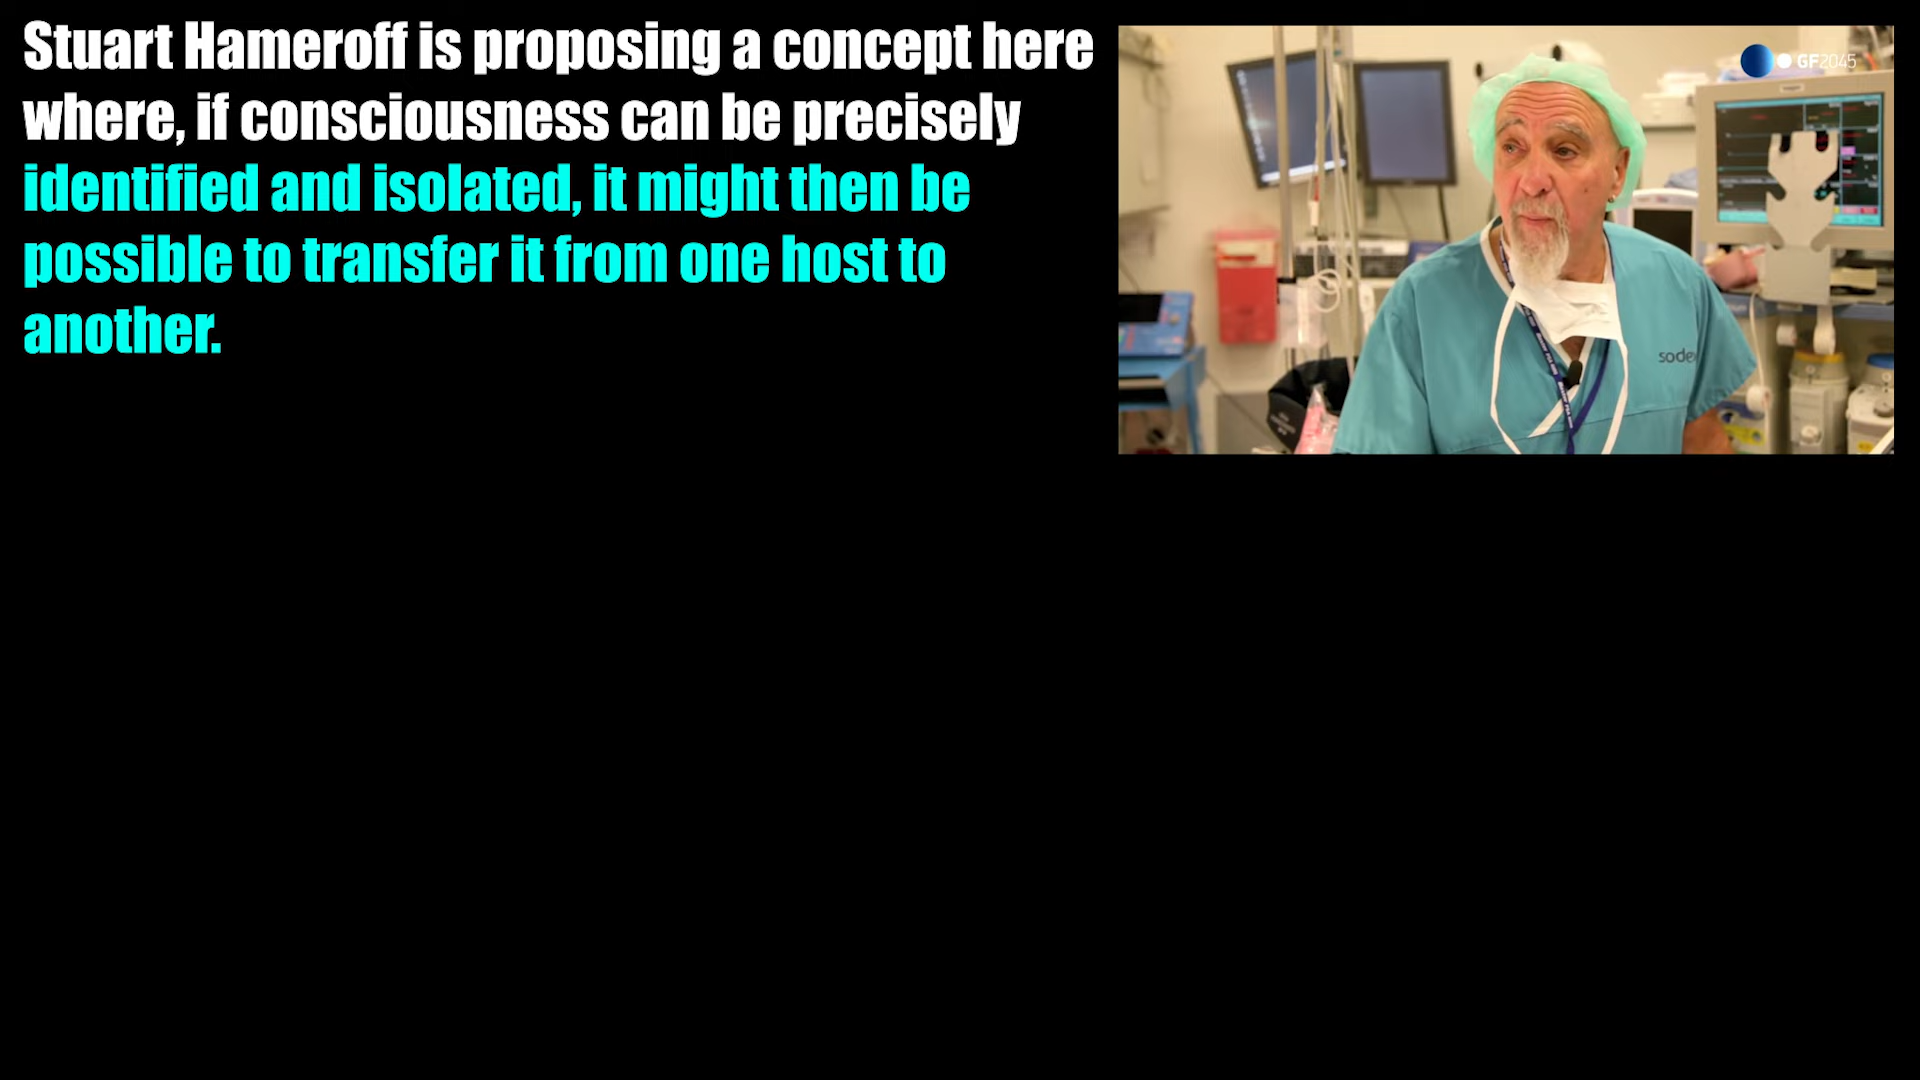 Stuart Hameroff is proposing a concept here
where, if consciousness can be precisely
identified and isolated, it might then be
possible to transfer it from one host to
another.
GF2045
sode